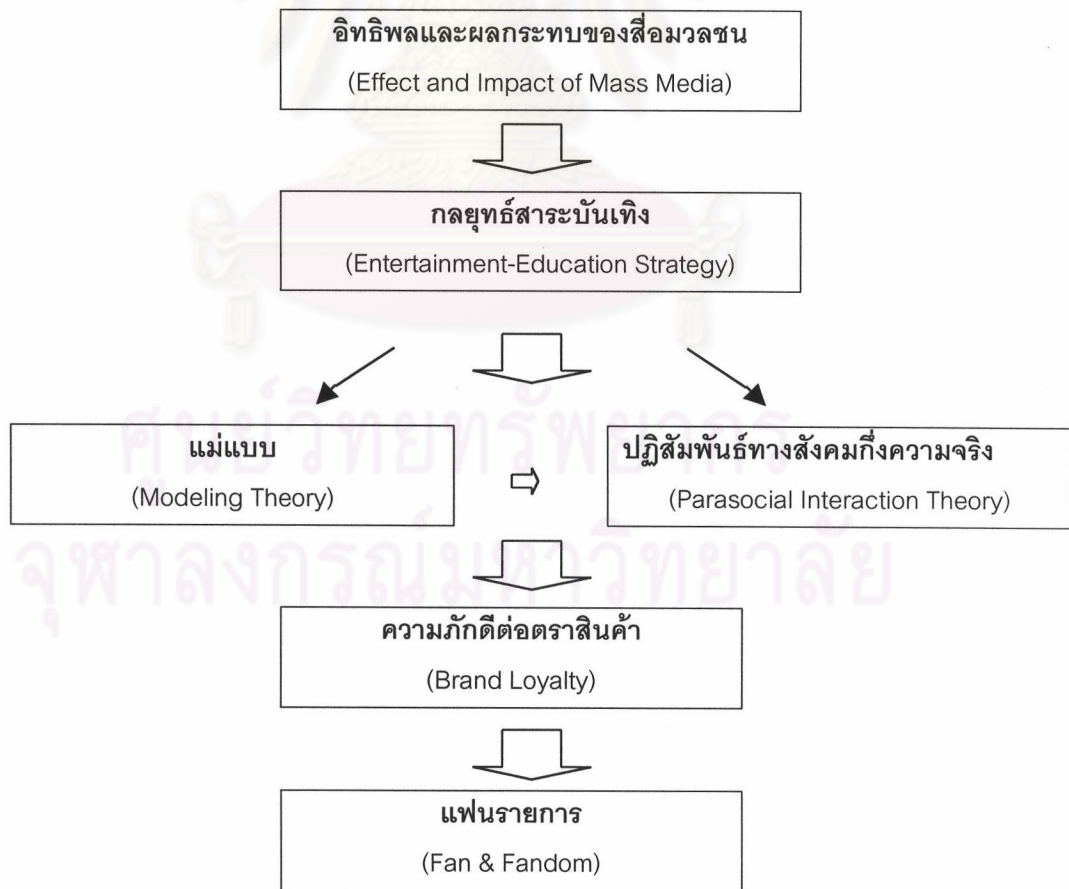 อิทธิพลและผลกระทบของสื่อมวลชน
(Effect and Impact of Mass Media)
กลยุทธ์สาระบันเทิง
(Entertainment-Education Strategy)
แม่แบบ
(Modeling Theory)
ปฏิสัมพันธ์ทางสังคมกึ่งความจริง
(Parasocial Interaction Theory)
ศูนย์วิทยทรัพยากร
จุฬาลงกรณ์มหาวิทยาลัย
ความภักดีต่อตราสินค้า
(Brand Loyalty)
แฟนรายการ
(Fan & Fandom)